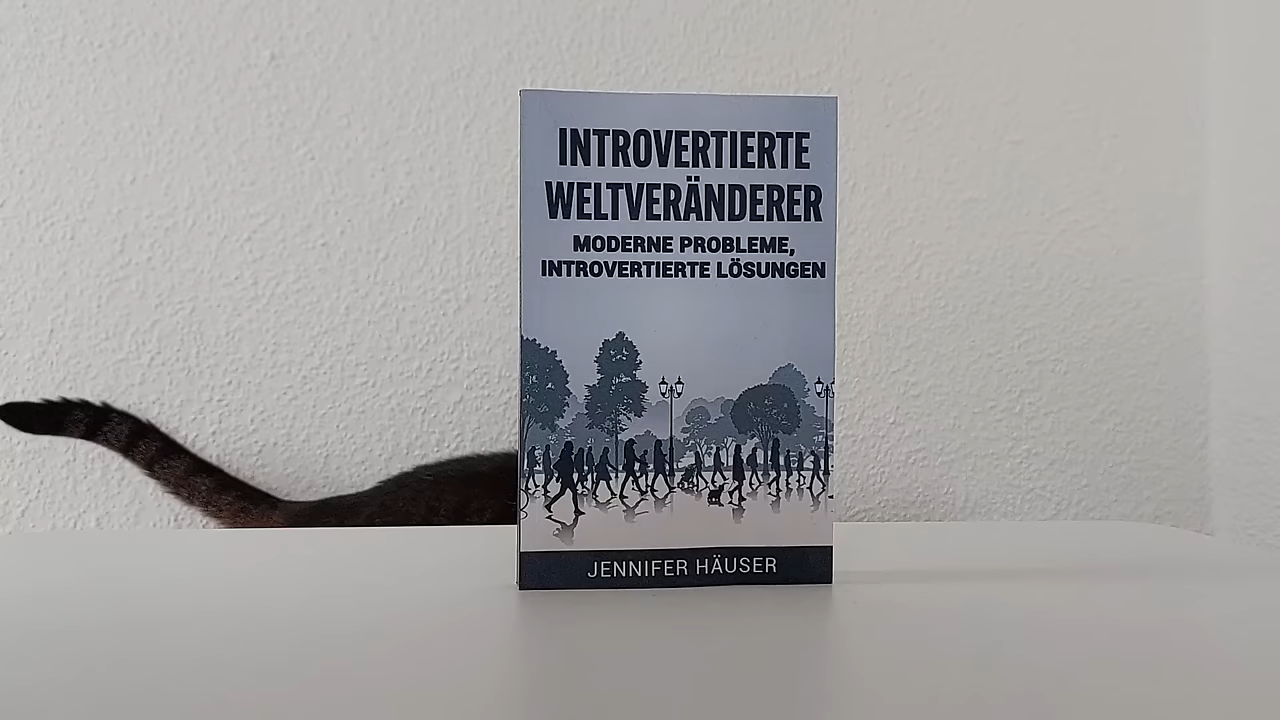 INTROVERTIERTE
WELTVERÄNDERER
MODERNE PROBLEME,
INTROVERTIERTE LÖSUNGEN
JENNIFER HÄUSER